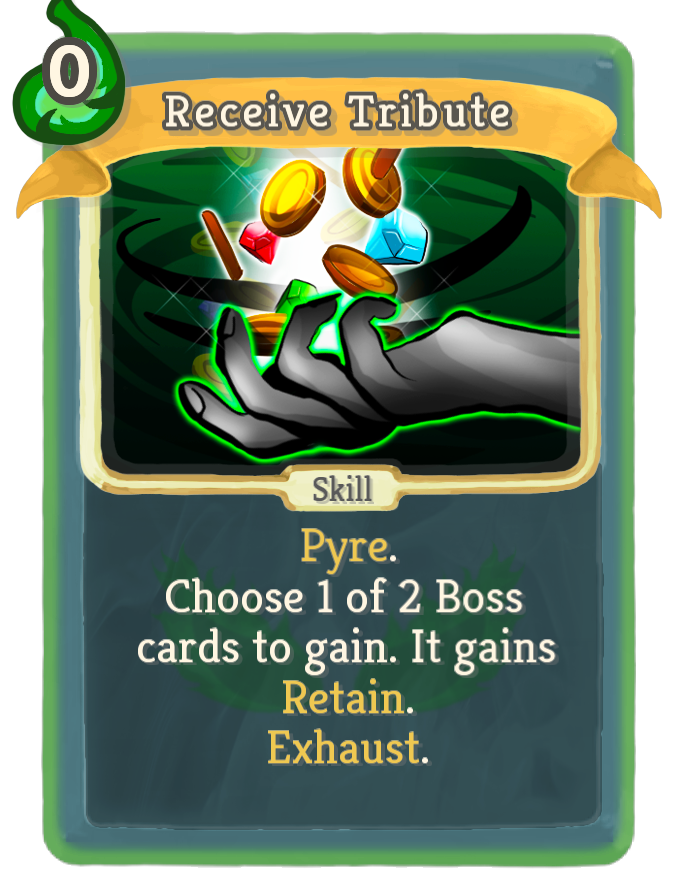 0
Receive Tribute
Skill
Pyre.
Choose 1 of 2 Boss
cards to gain. It gains
Retain.
Exhaust.